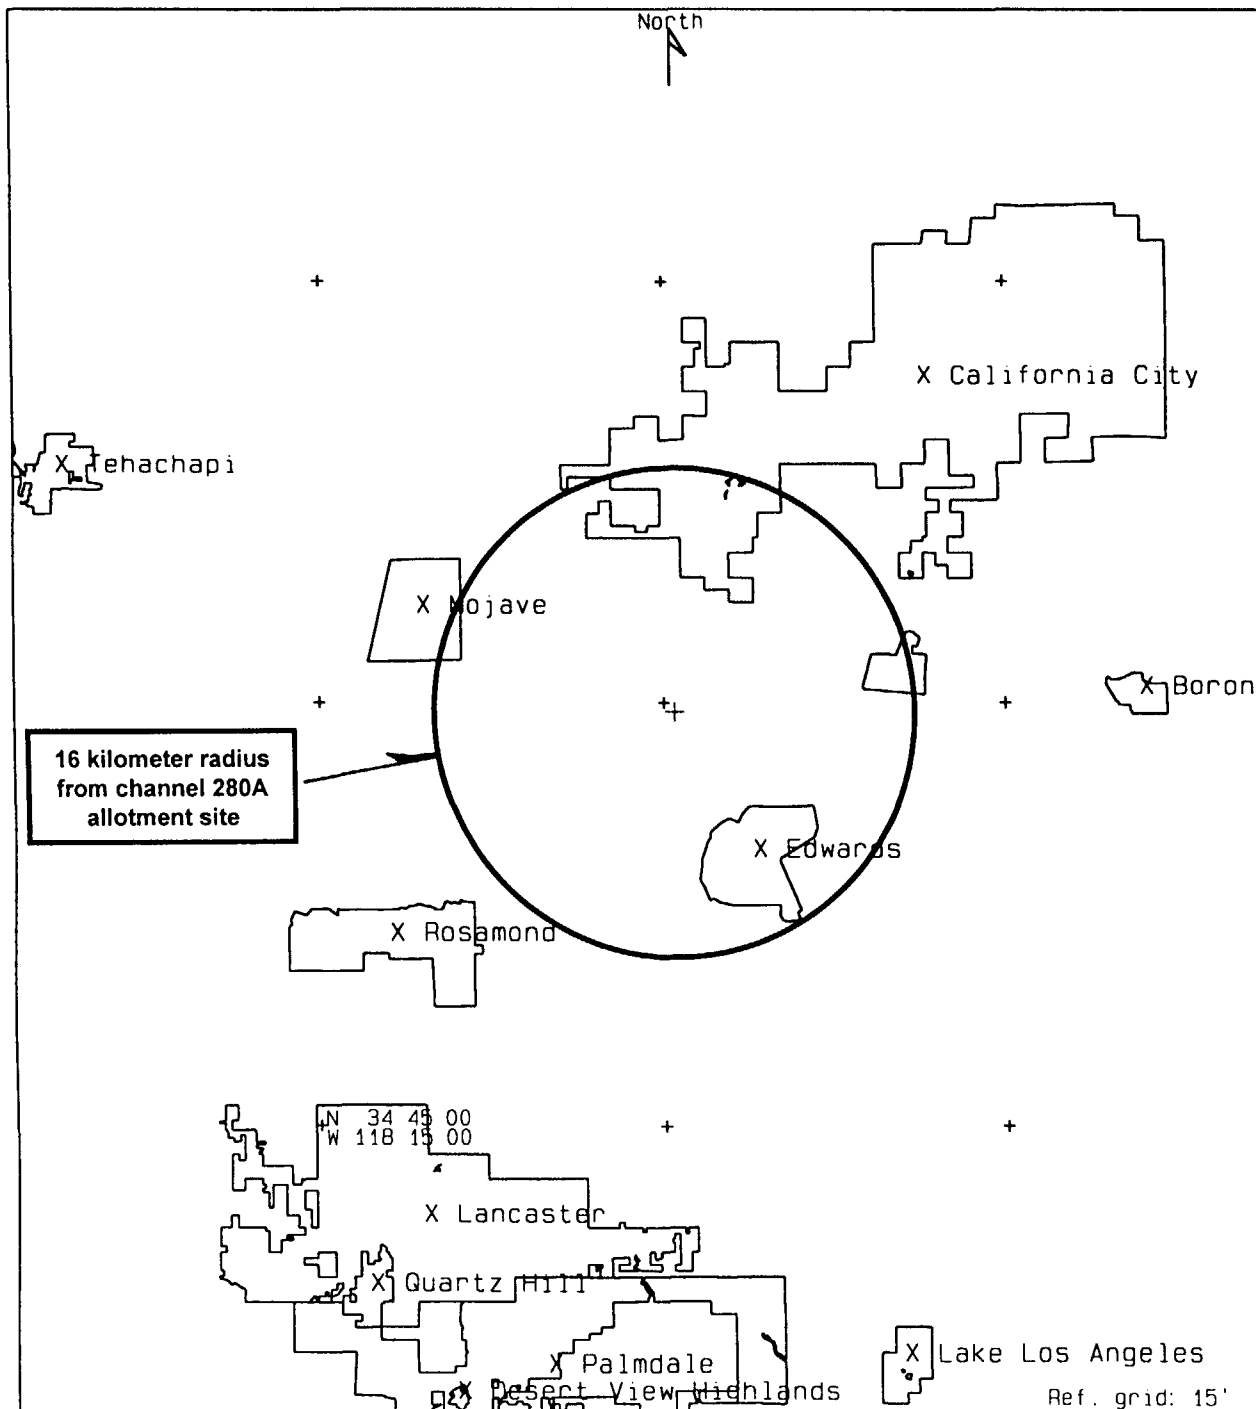 North
X California City
X Tehachapi
X Mojave
X Boron
16 kilometer radius
from channel 280A
allotment site
X Edwards
X Rosamond
N 34 45 00
W 118 15 00
X Lancaster
X Quartz Hill
X Lake Los Angeles
X Palmdale
X Desert View Highlands
Ref. grid: 15'